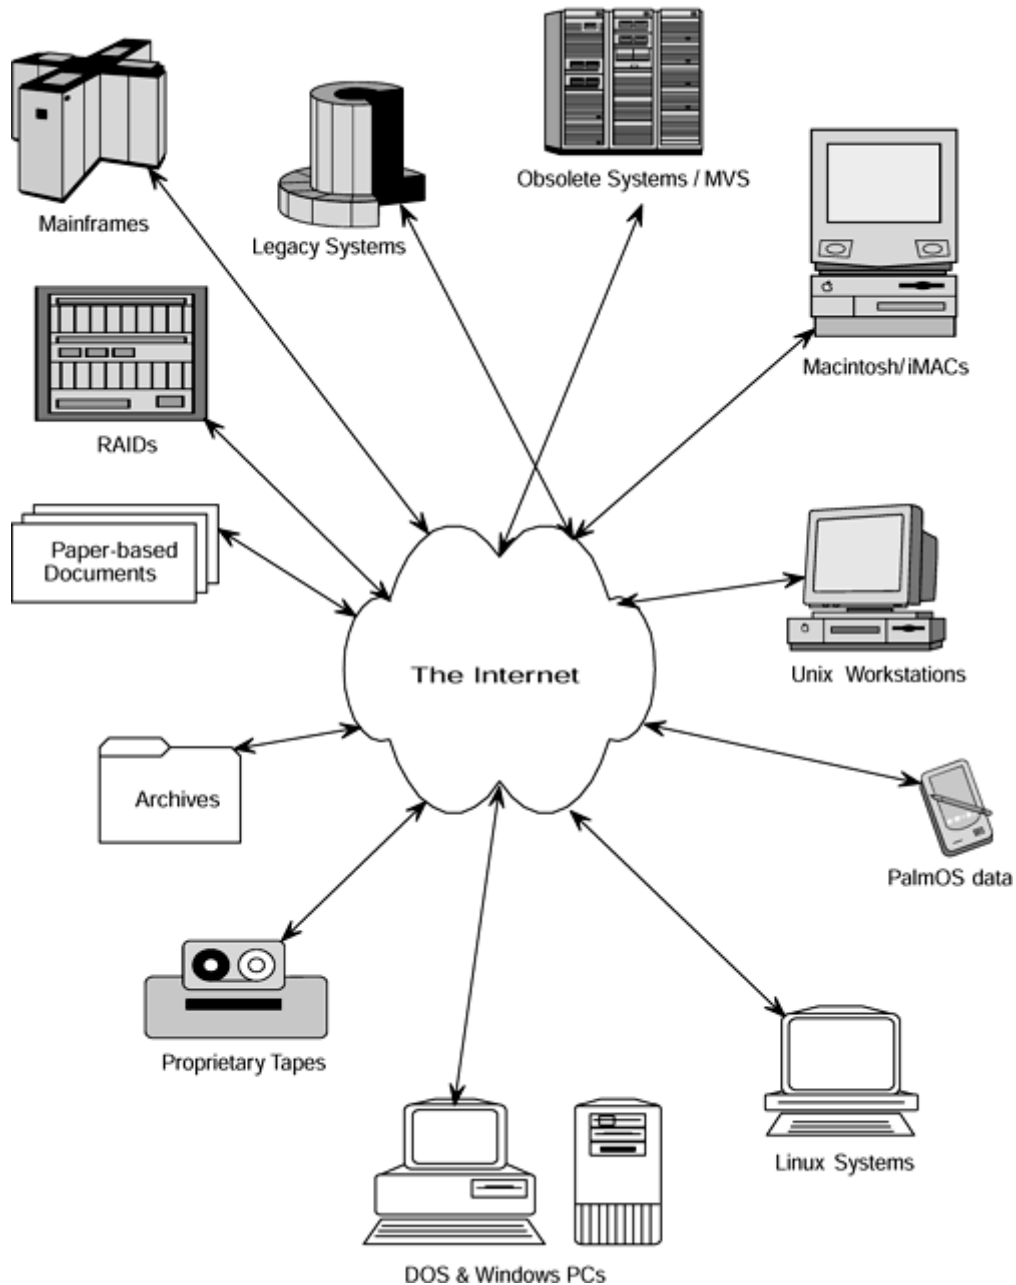 Obsolete Systems / MVS
Mainframes
Legacy Systems
Macintosh/iMACs
RAIDs
Paper-based
Documents
The Internet
Unix Workstations
Archives
PalmOS data
Proprietary Tapes
Linux Systems
DOS & Windows PCs